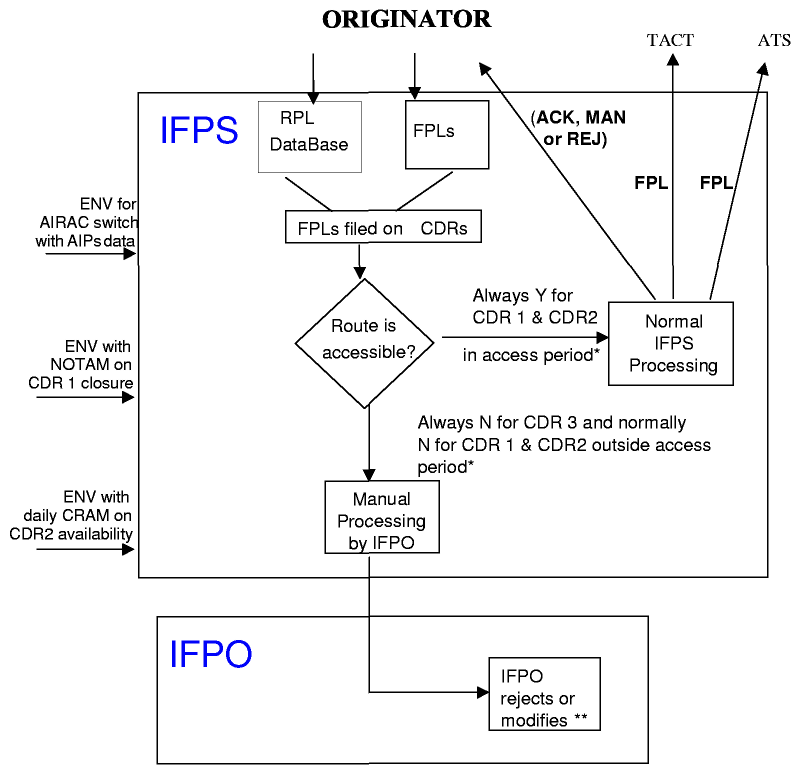 ORIGINATOR
TACT
ATS
IFPS
RPL
DataBase
FPLs
(ACK, MAN
or REJ)
FPL
FPL
ENV for
AIRAC switch
with AIPs data
FPLs filed on CDRs
Route is
accessible?
Always Y for
CDR 1 & CDR2
in access period*
Normal
IFPS
Processing
ENV with
NOTAM on
CDR 1 closure
Always N for CDR 3 and normally
N for CDR 1 & CDR2 outside access
period*
ENV with
daily CRAM on
CDR2 availability
Manual
Processing
by IFPO
IFPO
IFPO
rejects or
modifies **